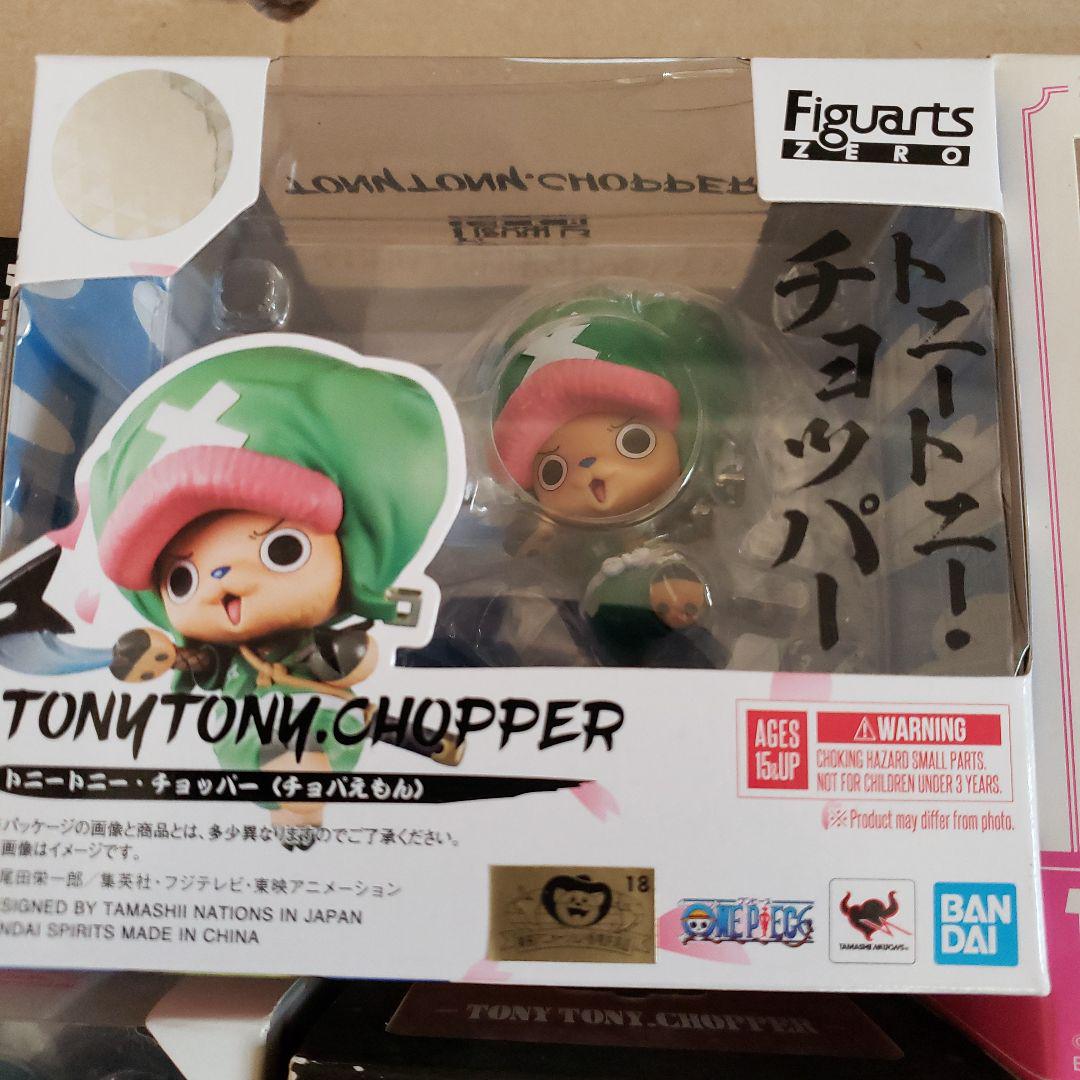 Figuarts
ZERO
TONYTONY.CHOPPER
トニートニー・
チョッパー
TONYTONY.CHOPPER
トニートニー・チョッパー（チョパえもん）
パッケージの画像と商品とは、多少異なりますのでご了承ください。
画像はイメージです。
尾田栄一郎／集英社・フジテレビ・東映アニメーション
SIGNED BY TAMASHII NATIONS IN JAPAN
NDAI SPIRITS MADE IN CHINA
AGES
15&UP
WARNING
CHOKING HAZARD SMALL PARTS.
NOT FOR CHILDREN UNDER 3 YEARS.
※Product may differ from photo.
18
ONE PIECE
TAMASHII NATIONS
BAN
DAI
- TONY TONY.CHOPPER -